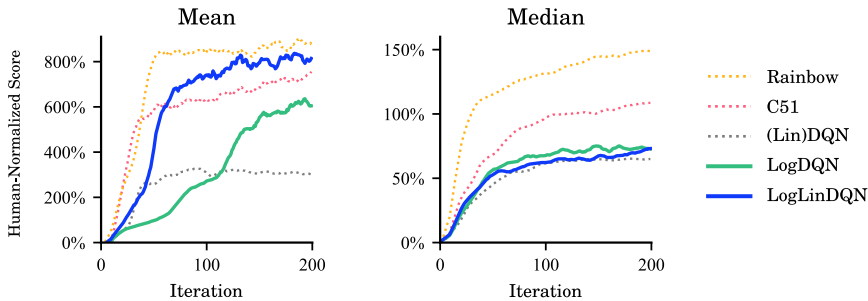 Mean
Median
Human-Normalized Score
800%
600%
400%
200%
0%
0
100
200
Iteration
150%
100%
50%
0%
0
100
200
Iteration
Rainbow
C51
(Lin)DQN
LogDQN
LogLinDQN